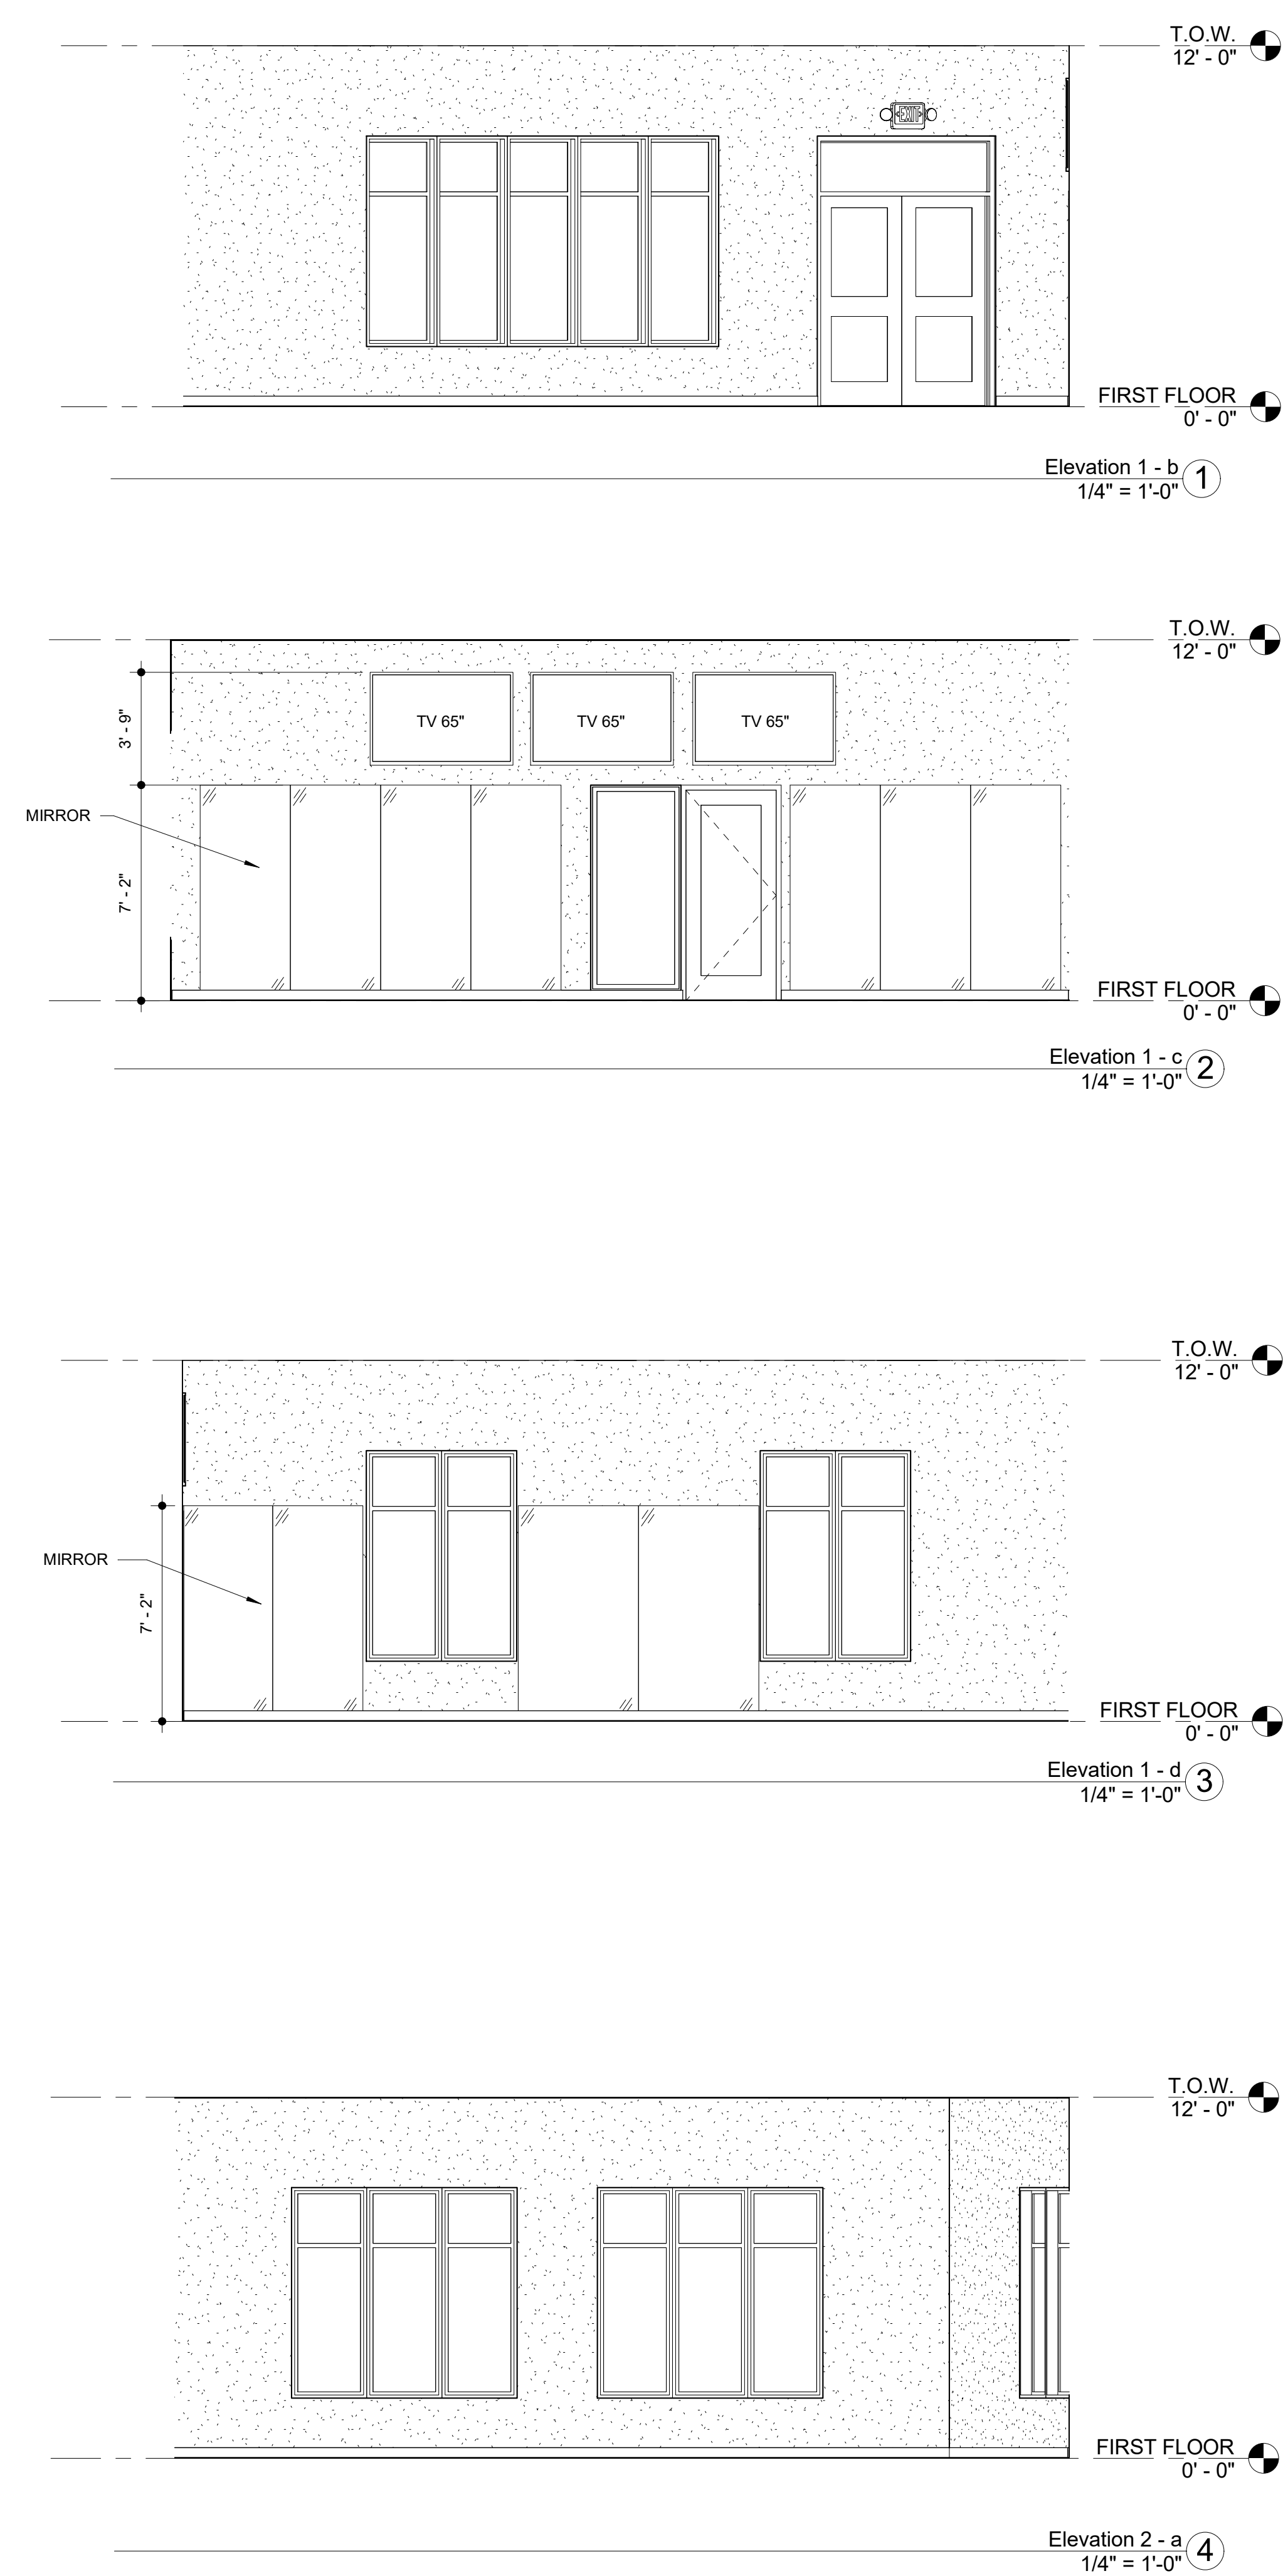 T.O.W.
12' - 0"
EXIT
FIRST FLOOR
0' - 0"
Elevation 1 - b
1/4" = 1'-0"
1
T.O.W.
12' - 0"
3' - 9"
TV 65" TV 65" TV 65"
MIRROR
7' - 2"
FIRST FLOOR
0' - 0"
Elevation 1 - c
1/4" = 1'-0"
2
T.O.W.
12' - 0"
MIRROR
7' - 2"
FIRST FLOOR
0' - 0"
Elevation 1 - d
1/4" = 1'-0"
3
T.O.W.
12' - 0"
FIRST FLOOR
0' - 0"
Elevation 2 - a
1/4" = 1'-0"
4